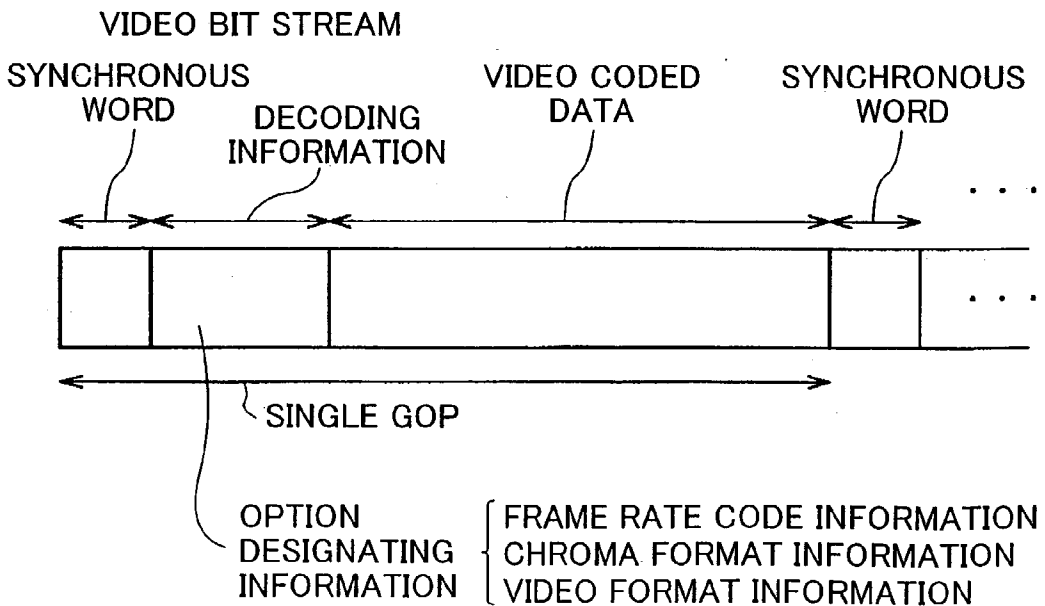 VIDEO BIT STREAM
SYNCHRONOUS
WORD
DECODING
INFORMATION
VIDEO CODED
DATA
SYNCHRONOUS
WORD
. . .
. . .
SINGLE GOP
OPTION
DESIGNATING
INFORMATION
FRAME RATE CODE INFORMATION
CHROMA FORMAT INFORMATION
VIDEO FORMAT INFORMATION